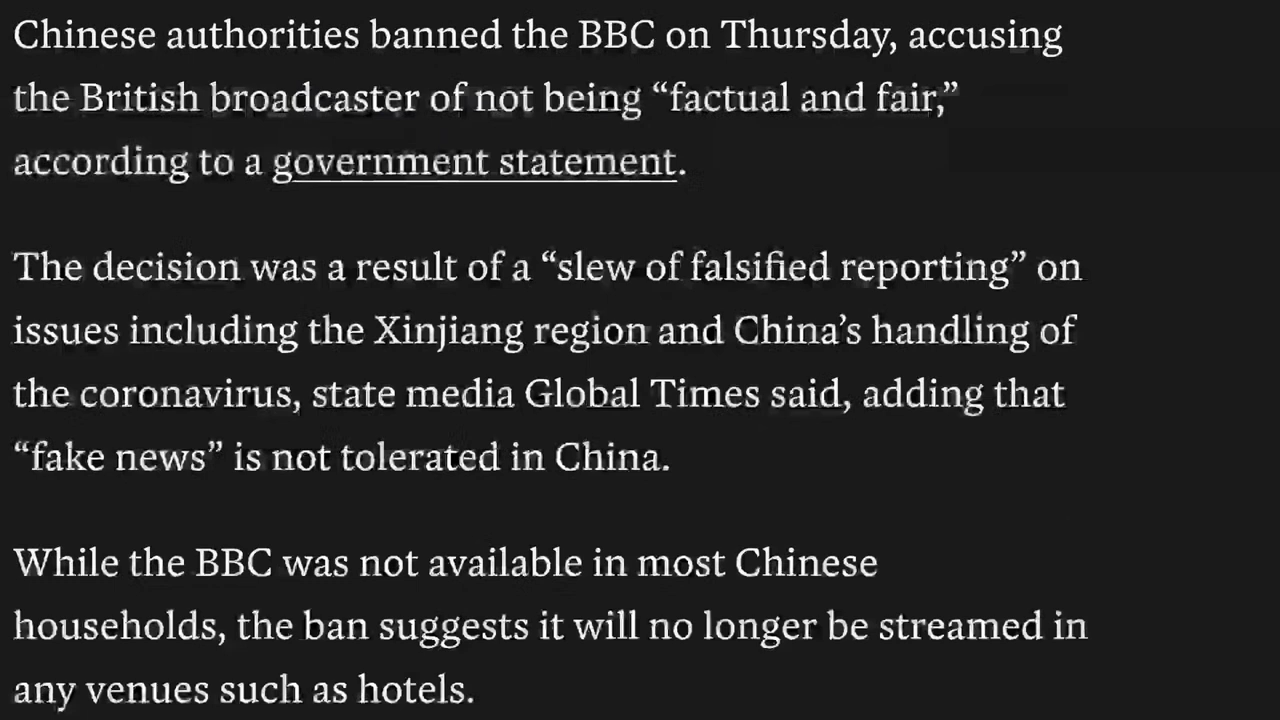 Chinese authorities banned the BBC on Thursday, accusing
the British broadcaster of not being “factual and fair,”
according to a government statement.
The decision was a result of a “slew of falsified reporting” on
issues including the Xinjiang region and China’s handling of
the coronavirus, state media Global Times said, adding that
“fake news” is not tolerated in China.
While the BBC was not available in most Chinese
households, the ban suggests it will no longer be streamed in
any venues such as hotels.